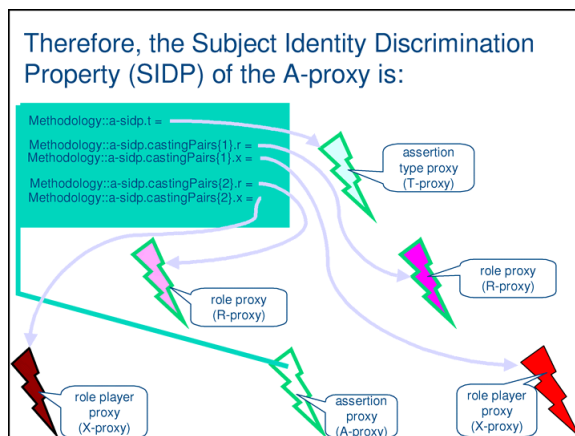 Therefore, the Subject Identity Discrimination
Property (SIDP) of the A-proxy is:
Methodology::a-sidp.t =
Methodology::a-sidp.castingPairs{1}.r =
Methodology::a-sidp.castingPairs{1}.x =
Methodology::a-sidp.castingPairs{2}.r =
Methodology::a-sidp.castingPairs{2}.x =
assertion
type proxy
(T-proxy)
role proxy
(R-proxy)
role proxy
(R-proxy)
role player
proxy
(X-proxy)
assertion
proxy
(A-proxy)
role player
proxy
(X-proxy)